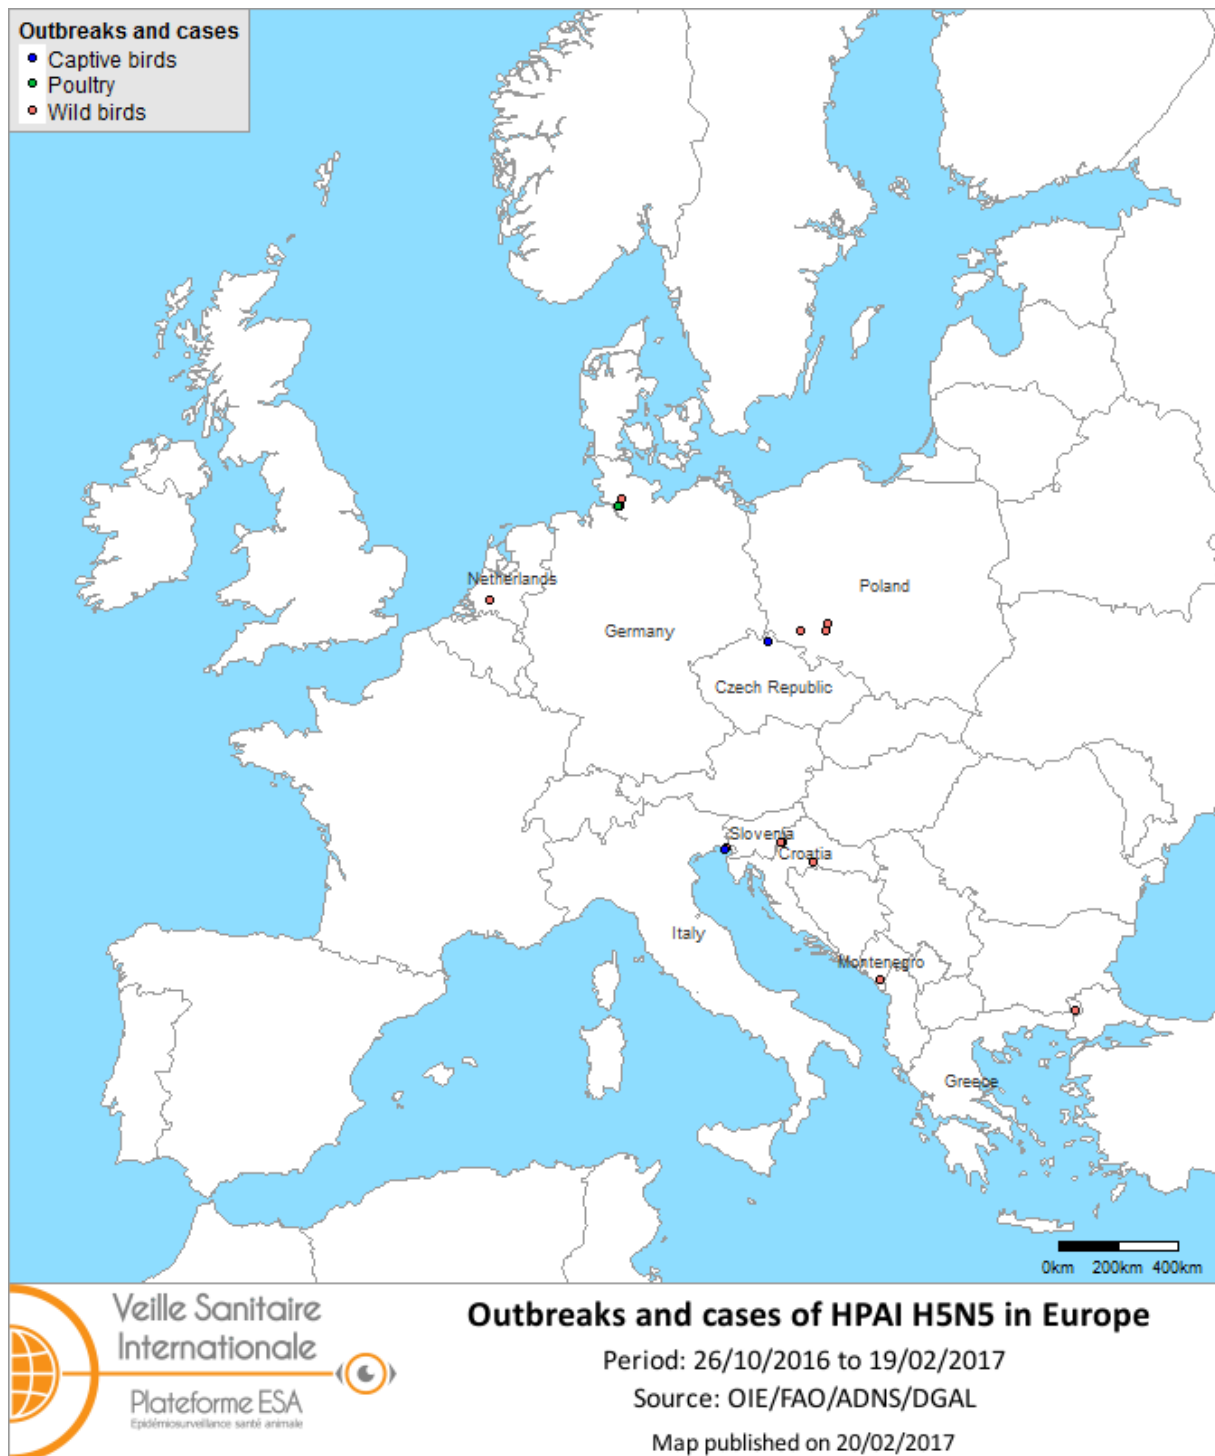 Outbreaks and cases
Captive birds
Poultry
Wild birds
Netherlands
Poland
Germany
Czech Republic
Slovenia
Croatia
Italy
Montenegro
Greece
0km 200km 400km
Veille Sanitaire
Internationale
Plateforme ESA
Epidémiosurveillance santé animale
Outbreaks and cases of HPAI H5N5 in Europe
Period: 26/10/2016 to 19/02/2017
Source: OIE/FAO/ADNS/DGAL
Map published on 20/02/2017